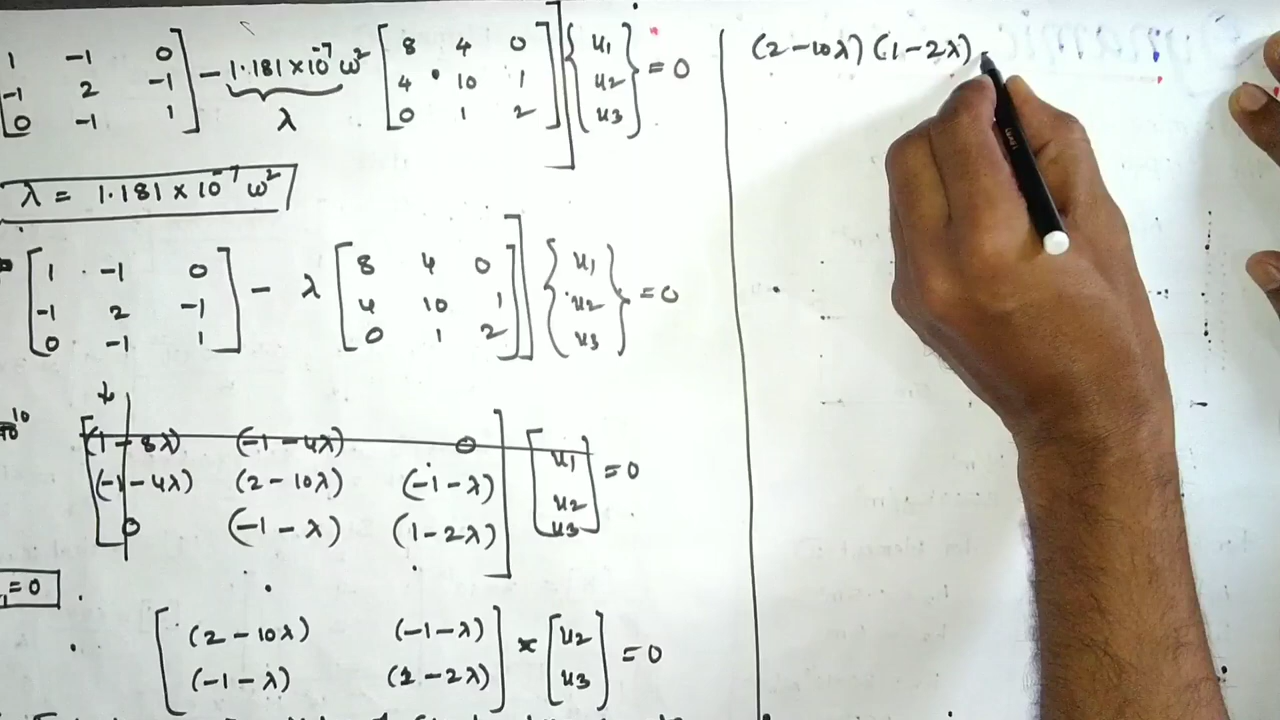 [1 -1 0; -1 2 -1; 0 -1 1] - 1.181×10⁻⁷ω² [8 4 0; 4 10 1; 0 1 2]] {u₁; u₂; u₃} = 0
λ
λ = 1.181 × 10⁻⁷ ω²
[1 -1 0; -1 2 -1; 0 -1 1] - λ [8 4 0; 4 10 1; 0 1 2]] {u₁; u₂; u₃} = 0
10
[(1-8λ) (-1-4λ) 0; (-1-4λ) (2-10λ) (-1-λ); 0 (-1-λ) (1-2λ)] [u₁; u₂; u₃] = 0
=0
[(2-10λ) (-1-λ); (-1-λ) (1-2λ)] × [u₂; u₃] = 0
(2-10λ)(1-2λ)